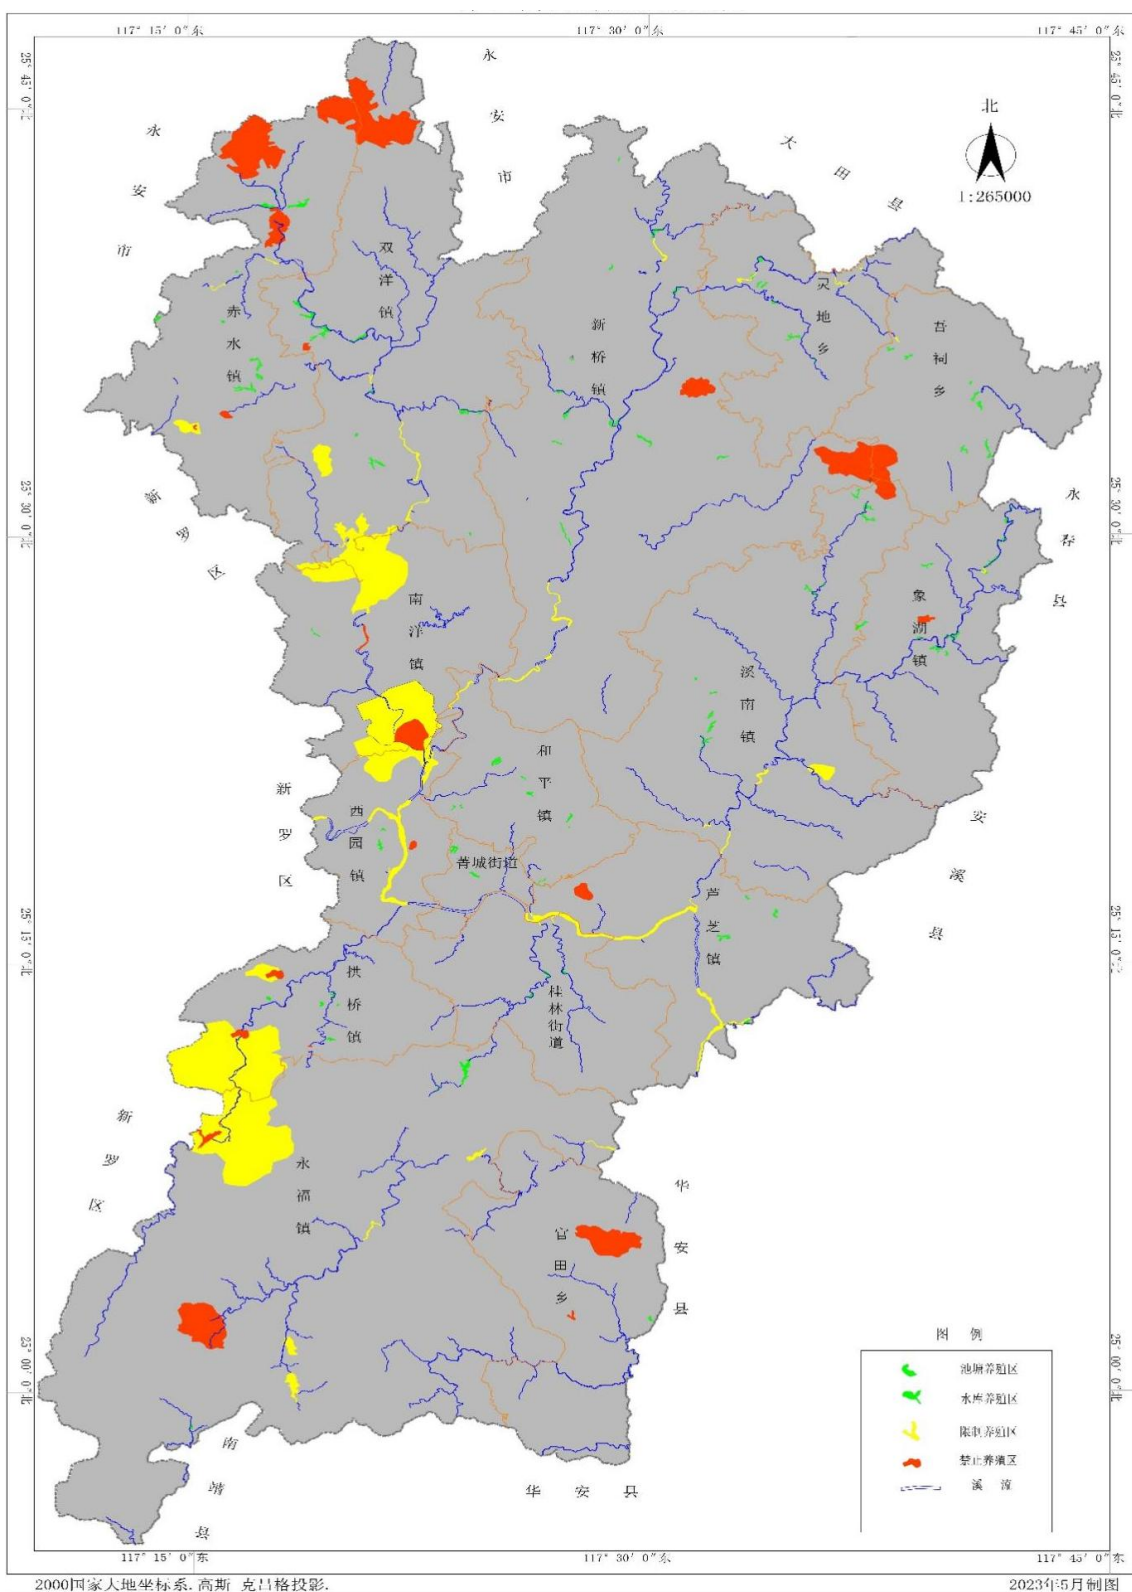 117° 15′ 0″东
117° 30′ 0″东
117° 45′ 0″东
25° 45′ 0″北
25° 45′ 0″北
永安市
永安市
大田县
北
1:265000
双洋镇
赤水镇
新桥镇
灵地乡
吾祠乡
新罗区
25° 30′ 0″北
25° 30′ 0″北
永春县
南洋镇
象湖镇
溪南镇
和平镇
新罗区
西园镇
菁城街道
芦芝镇
安溪县
25° 15′ 0″北
25° 15′ 0″北
拱桥镇
桂林街道
新罗区
永福镇
官田乡
华安县
25° 00′ 0″北
25° 00′ 0″北
图 例
池塘养殖区
水库养殖区
限制养殖区
禁止养殖区
溪 流
南靖县
华安县
117° 15′ 0″东
117° 30′ 0″东
117° 45′ 0″东
2000国家大地坐标系.高斯 克吕格投影.
2023年5月制图